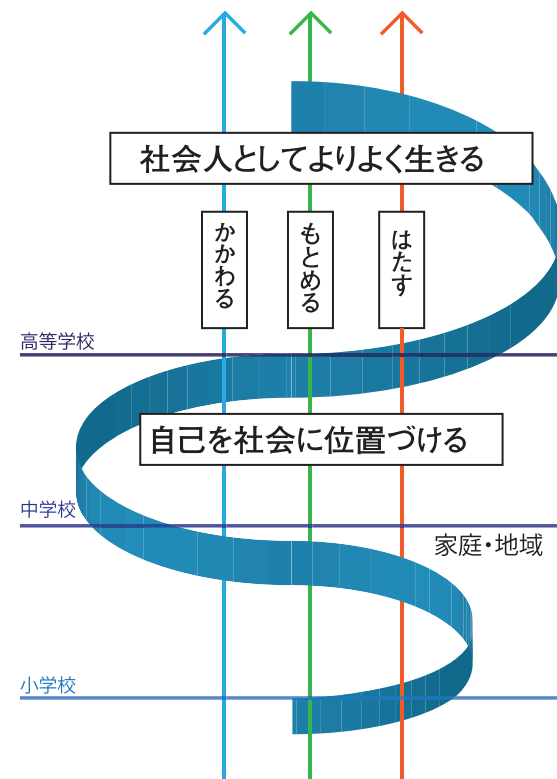 社会人としてよりよく生きる
かかわる
もとめる
はたす
高等学校
自己を社会に位置づける
中学校
家庭・地域
小学校